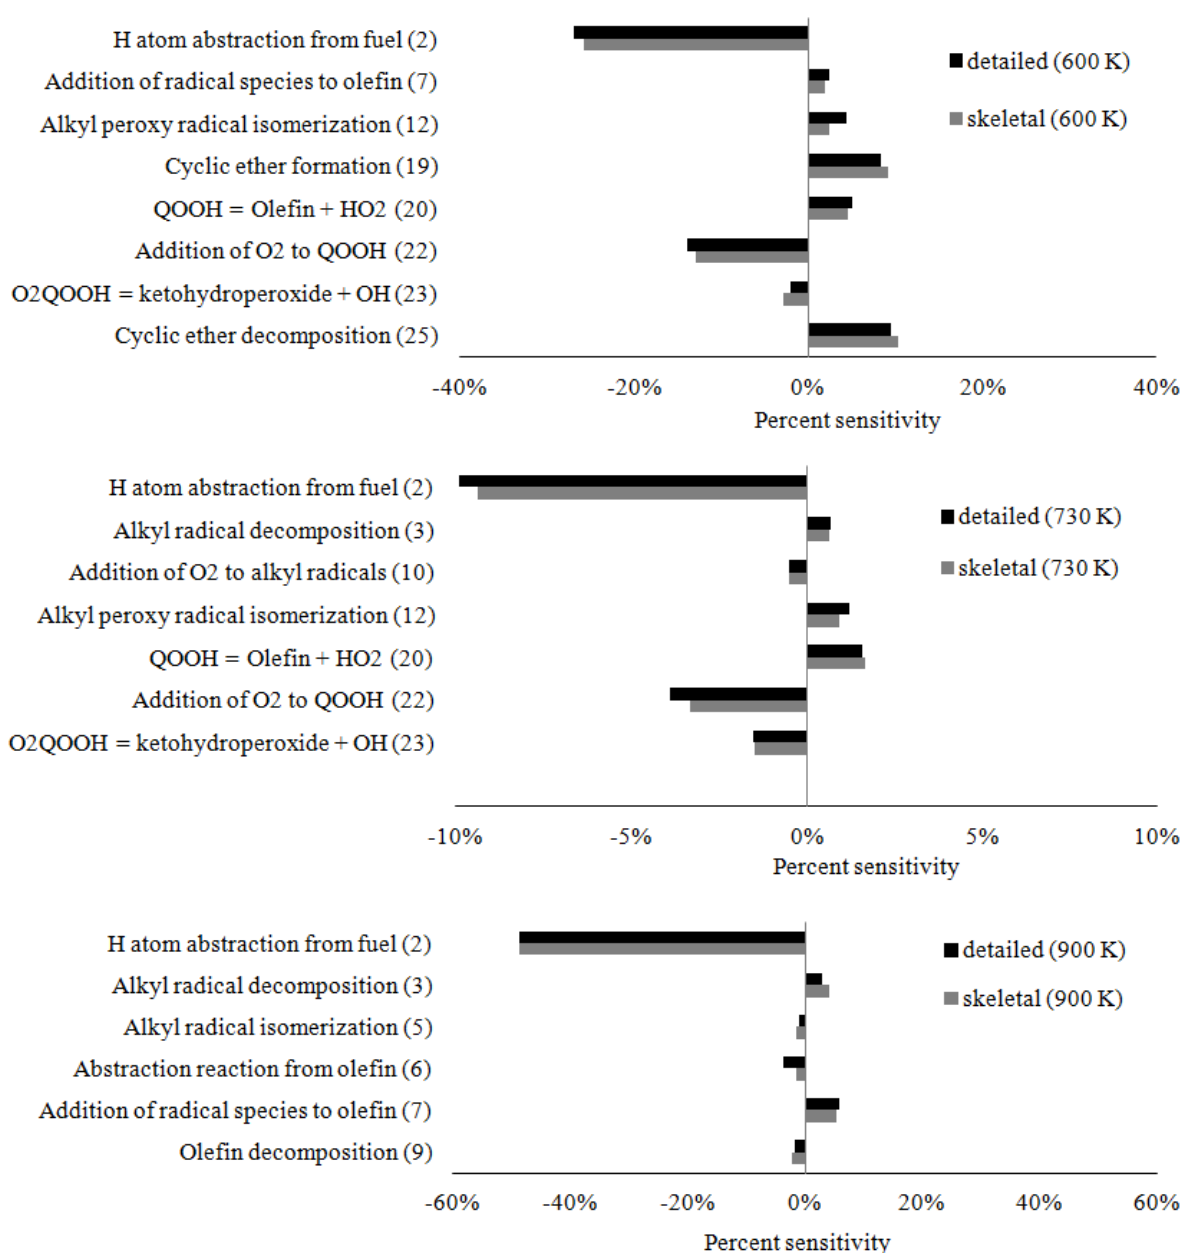 H atom abstraction from fuel (2)
Addition of radical species to olefin (7)
Alkyl peroxy radical isomerization (12)
Cyclic ether formation (19)
QOOH = Olefin + HO2 (20)
Addition of O2 to QOOH (22)
O2QOOH = ketohydroperoxide + OH (23)
Cyclic ether decomposition (25)
detailed (600 K)
skeletal (600 K)
-40% -20% 0% 20% 40%
Percent sensitivity
H atom abstraction from fuel (2)
Alkyl radical decomposition (3)
Addition of O2 to alkyl radicals (10)
Alkyl peroxy radical isomerization (12)
QOOH = Olefin + HO2 (20)
Addition of O2 to QOOH (22)
O2QOOH = ketohydroperoxide + OH (23)
detailed (730 K)
skeletal (730 K)
-10% -5% 0% 5% 10%
Percent sensitivity
H atom abstraction from fuel (2)
Alkyl radical decomposition (3)
Alkyl radical isomerization (5)
Abstraction reaction from olefin (6)
Addition of radical species to olefin (7)
Olefin decomposition (9)
detailed (900 K)
skeletal (900 K)
-60% -40% -20% 0% 20% 40% 60%
Percent sensitivity